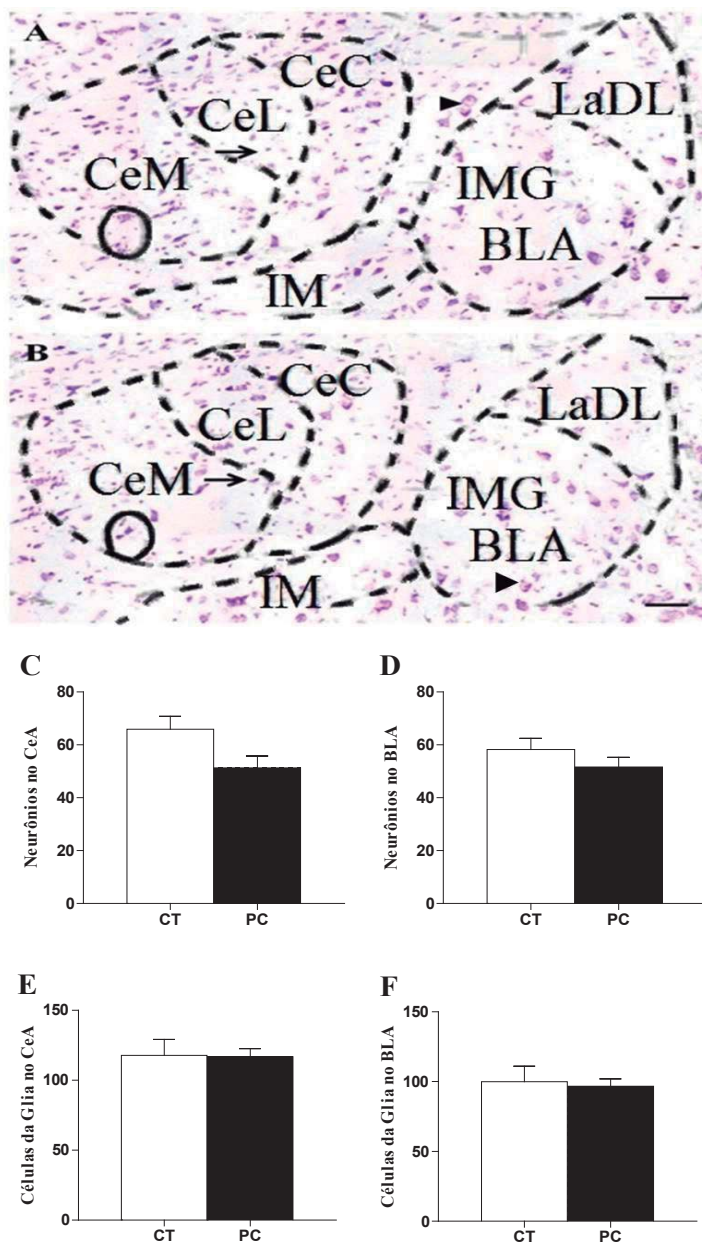 A
CeC
LaDL
CeL
CeM
IMG
BLA
IM
B
CeC
LaDL
CeL
CeM
IMG
BLA
IM
C
Neurônios no CeA
80
60
40
20
0
CT PC
D
Neurônios no BLA
80
60
40
20
0
CT PC
E
Células da Glia no CeA
150
100
50
0
CT PC
F
Células da Glia no BLA
150
100
50
0
CT PC